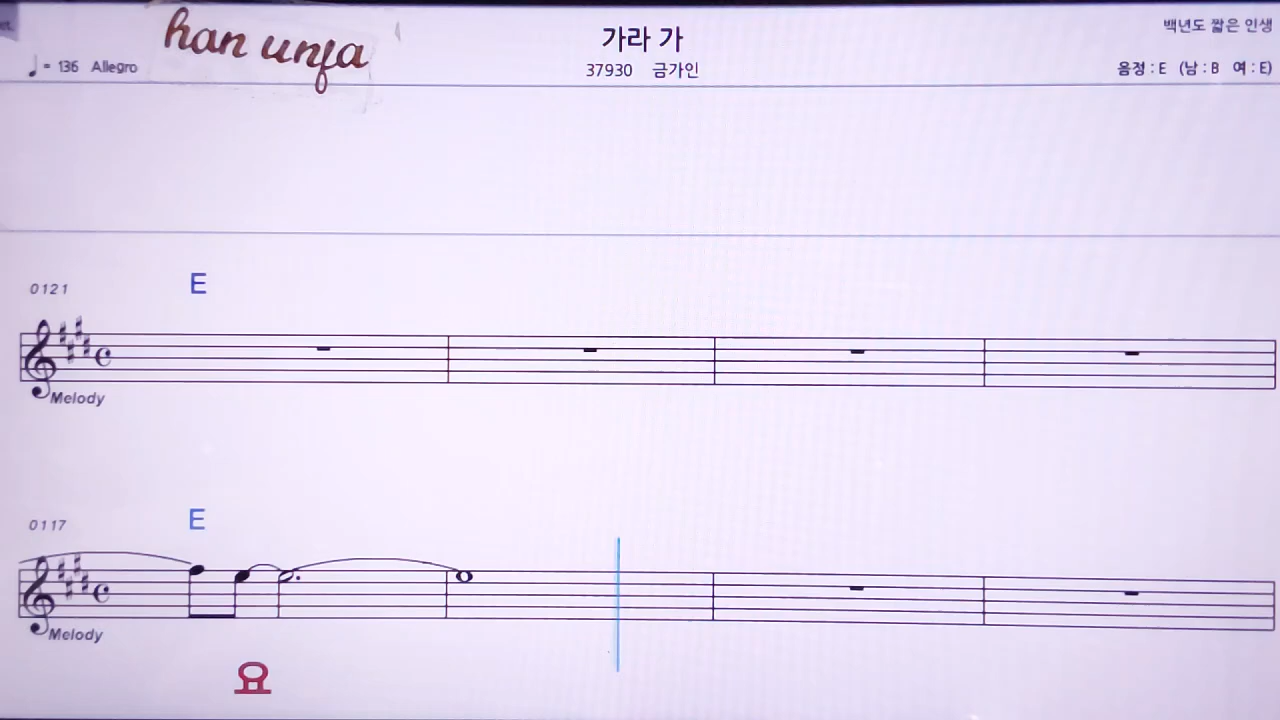 han unfa
가라 가
백년도 짧은 인생
♩= 136 Allegro
37930 금가인
음정 : E (남 : B 여 : E)
0121
E
Melody
0117
E
Melody
요